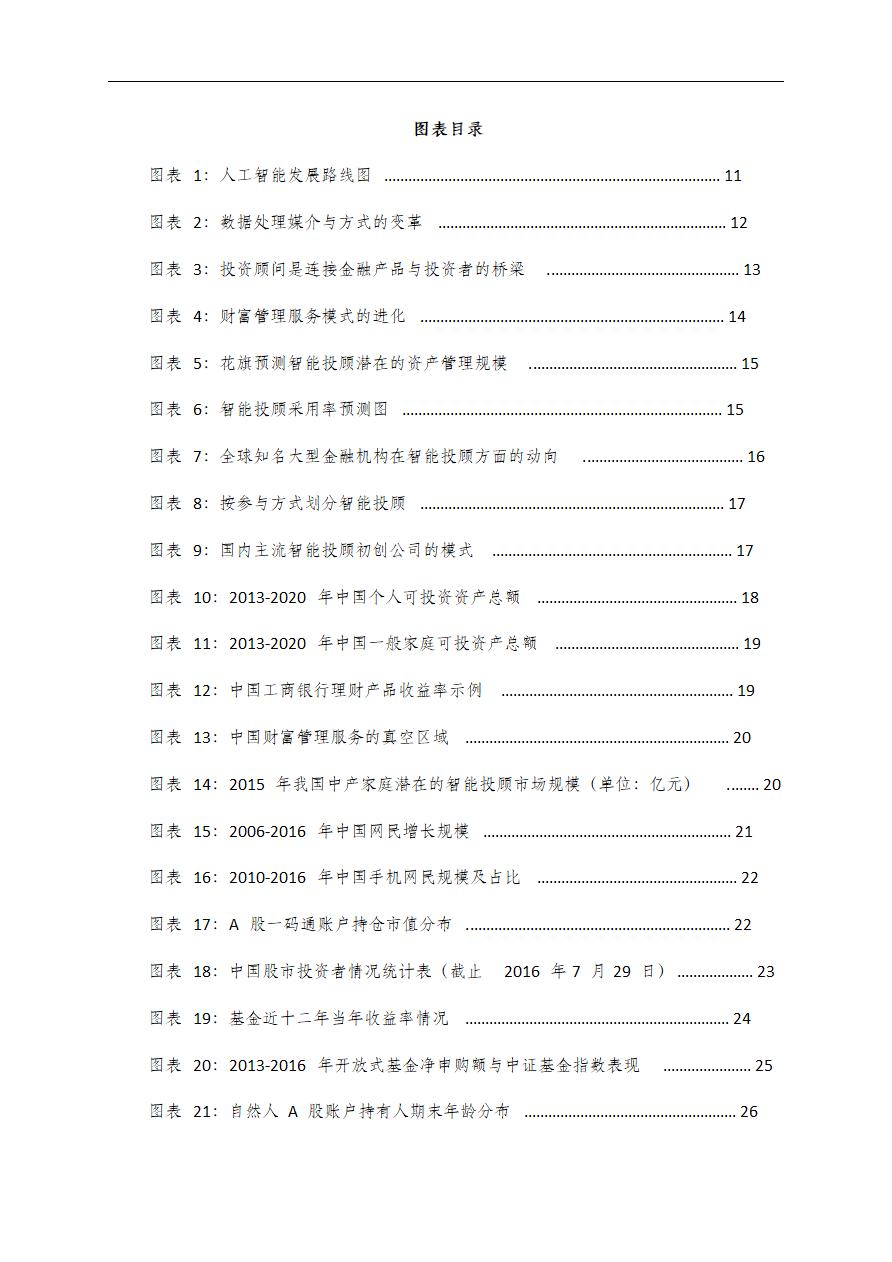 图表目录
图表 1：人工智能发展路线图 ................................................................................... 11
图表 2：数据处理媒介与方式的变革 ....................................................................... 12
图表 3：投资顾问是连接金融产品与投资者的桥梁 ............................................... 13
图表 4：财富管理服务模式的进化 ........................................................................... 14
图表 5：花旗预测智能投顾潜在的资产管理规模 ................................................... 15
图表 6：智能投顾采用率预测图 ............................................................................... 15
图表 7：全球知名大型金融机构在智能投顾方面的动向 ....................................... 16
图表 8：按参与方式划分智能投顾 ........................................................................... 17
图表 9：国内主流智能投顾初创公司的模式 ........................................................... 17
图表 10：2013-2020 年中国个人可投资资产总额 ................................................. 18
图表 11：2013-2020 年中国一般家庭可投资产总额 ............................................. 19
图表 12：中国工商银行理财产品收益率示例 ......................................................... 19
图表 13：中国财富管理服务的真空区域 ................................................................. 20
图表 14：2015 年我国中产家庭潜在的智能投顾市场规模（单位：亿元） ........ 20
图表 15：2006-2016 年中国网民增长规模 ............................................................. 21
图表 16：2010-2016 年中国手机网民规模及占比 ................................................. 22
图表 17：A 股一码通账户持仓市值分布 ................................................................. 22
图表 18：中国股市投资者情况统计表（截止 2016 年 7 月 29 日） ................... 23
图表 19：基金近十二年当年收益率情况 ................................................................. 24
图表 20：2013-2016 年开放式基金净申购额与中证基金指数表现 ...................... 25
图表 21：自然人 A 股账户持有人期末年龄分布 ..................................................... 26